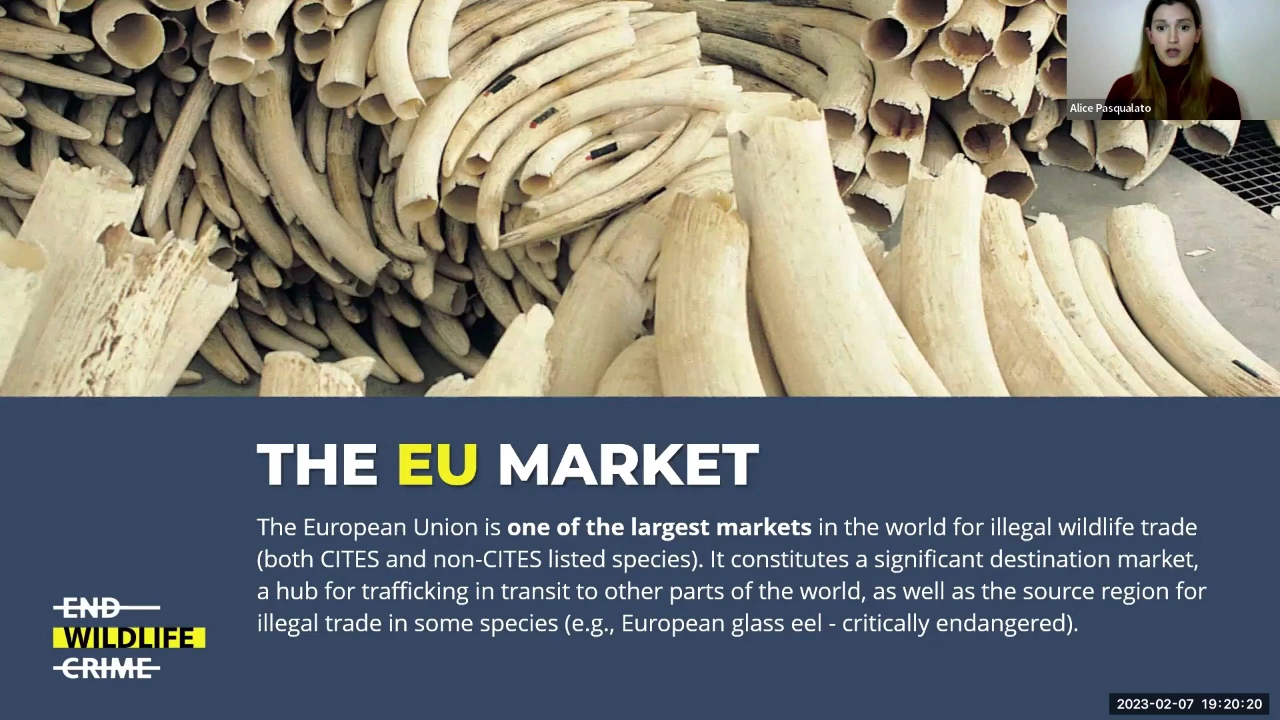 Alice Pasqualato
THE EU MARKET
The European Union is one of the largest markets in the world for illegal wildlife trade
(both CITES and non-CITES listed species). It constitutes a significant destination market,
a hub for trafficking in transit to other parts of the world, as well as the source region for
illegal trade in some species (e.g., European glass eel - critically endangered).
END
WILDLIFE
CRIME
2023-02-07 19:20:20